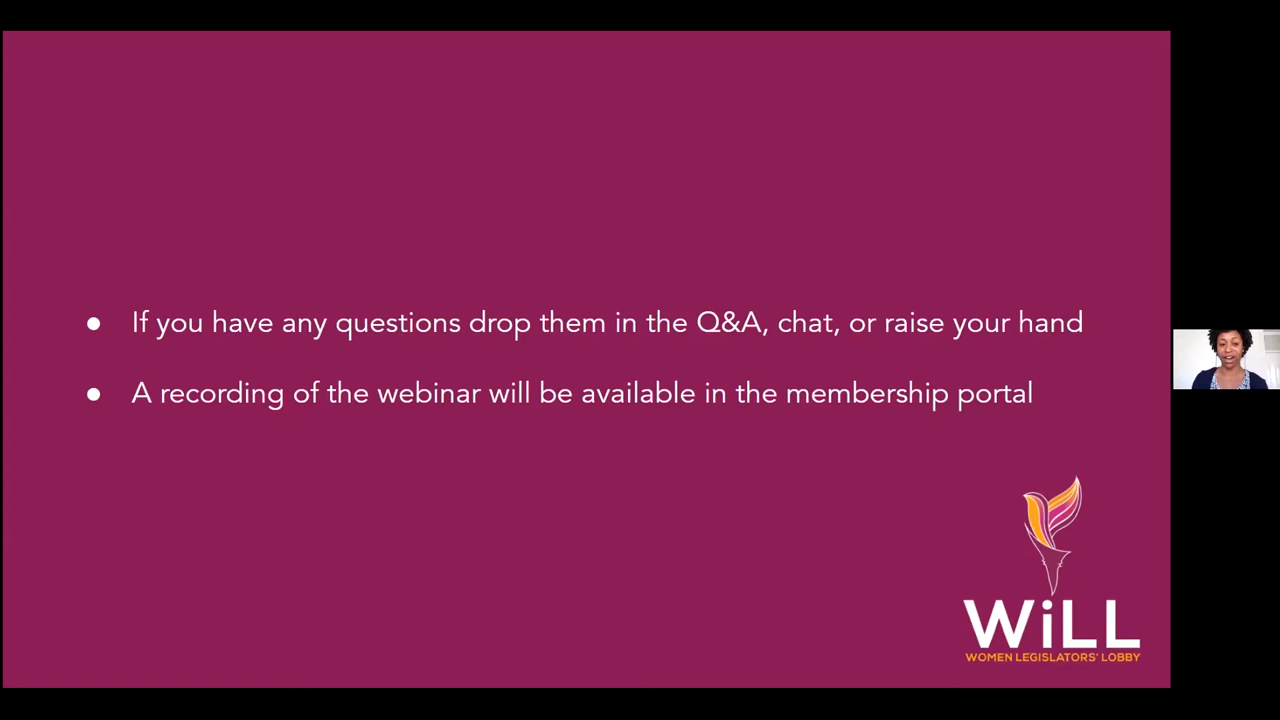 ● If you have any questions drop them in the Q&A, chat, or raise your hand
● A recording of the webinar will be available in the membership portal
WiLL
WOMEN LEGISLATORS' LOBBY